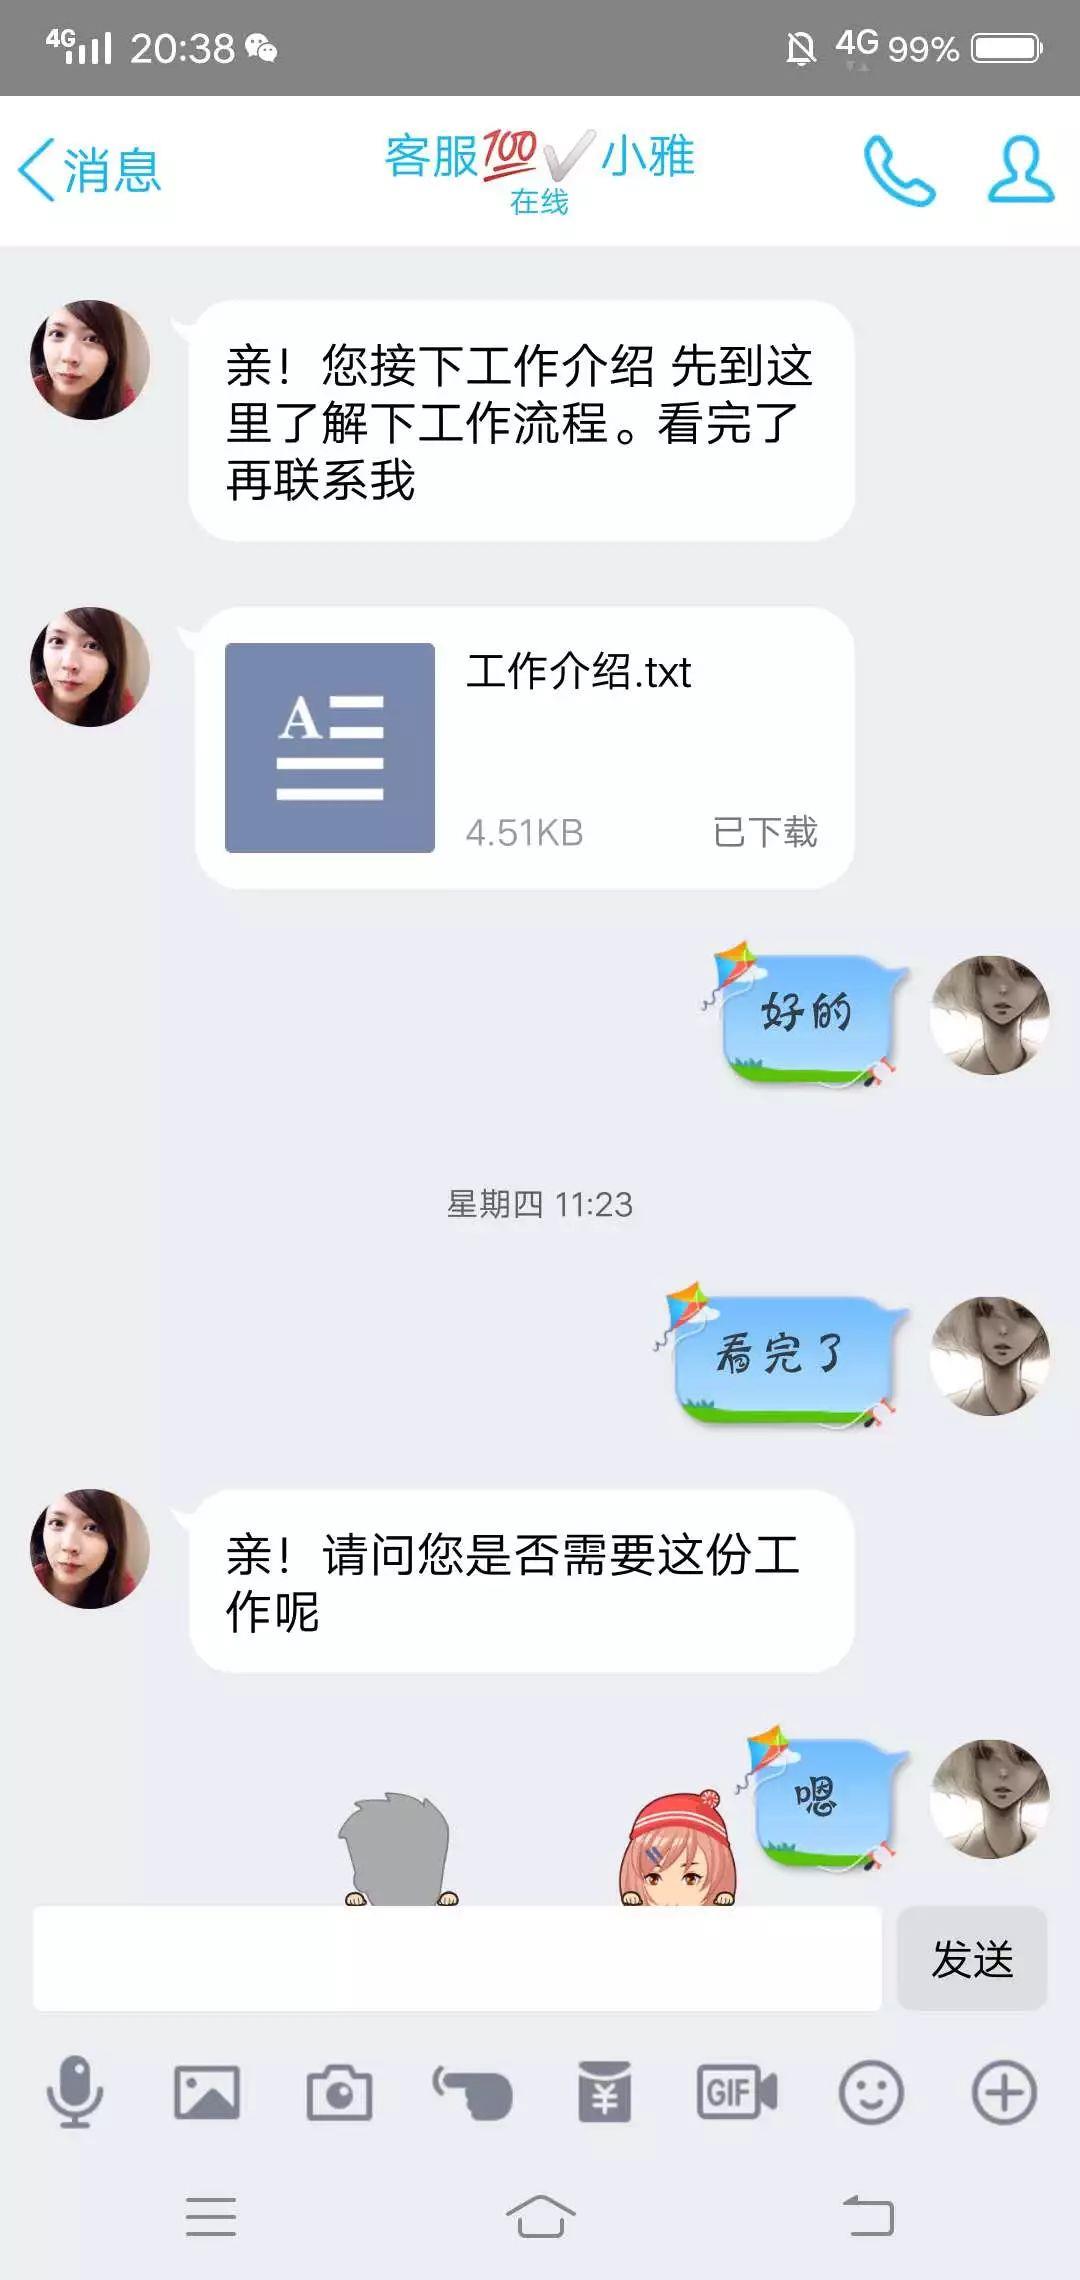 4G 20:38 4G 99%
消息
客服💯✔小雅
在线
亲！您接下工作介绍 先到这
里了解下工作流程。看完了
再联系我
工作介绍.txt
4.51KB 已下载
好的
星期四 11:23
看完了
亲！请问您是否需要这份工
作呢
嗯
发送
GIF